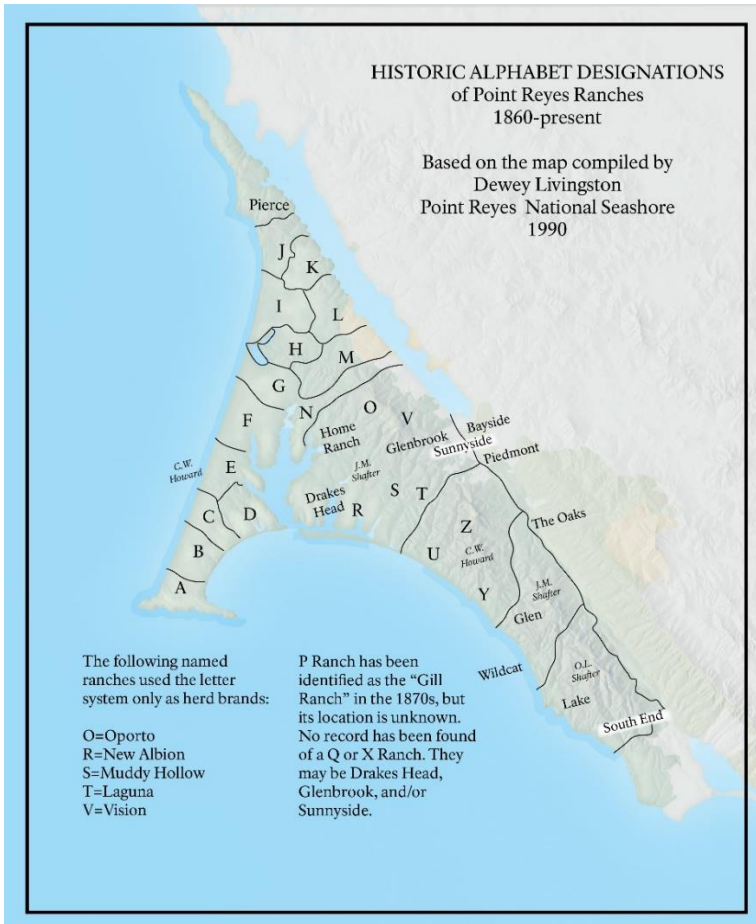 HISTORIC ALPHABET DESIGNATIONS
of Point Reyes Ranches
1860-present
Based on the map compiled by
Dewey Livingston
Point Reyes National Seashore
1990
Pierce
J
K
I
L
H
M
G
N
O
V
F
Home
Ranch
Glenbrook
Bayside
Sunnyside
Piedmont
C.W.
Howard
E
J.M.
Shafter
Drakes
Head
S
T
R
C
D
The Oaks
Z
B
U
C.W.
Howard
A
Y
J.M.
Shafter
Glen
Wildcat
O.L.
Shafter
Lake
South End
The following named
ranches used the letter
system only as herd brands:
O=Oporto
R=New Albion
S=Muddy Hollow
T=Laguna
V=Vision
P Ranch has been
identified as the “Gill
Ranch” in the 1870s, but
its location is unknown.
No record has been found
of a Q or X Ranch. They
may be Drakes Head,
Glenbrook, and/or
Sunnyside.